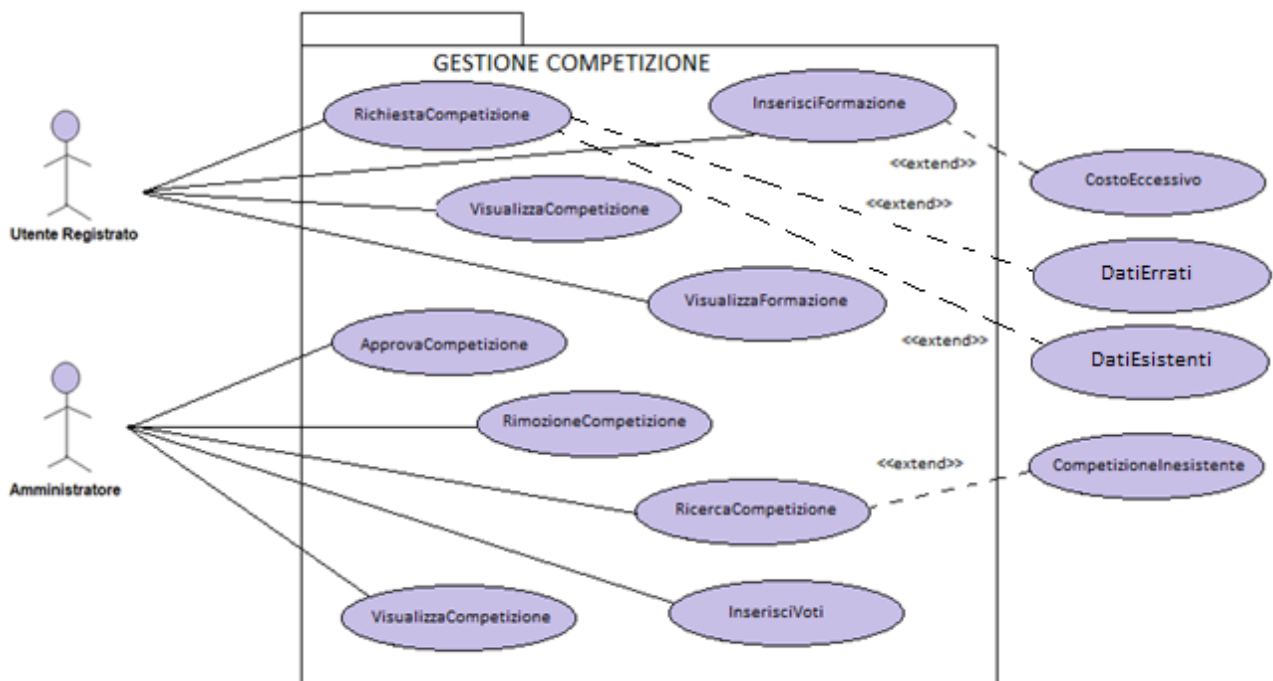 GESTIONE COMPETIZIONE
RichiestaCompetizione
InserisciFormazione
<<extend>>
CostoEccessivo
VisualizzaCompetizione
<<extend>>
Utente Registrato
DatiErrati
VisualizzaFormazione
ApprovaCompetizione
<<extend>>
DatiEsistenti
RimozioneCompetizione
<<extend>>
CompetizioneInesistente
Amministratore
RicercaCompetizione
VisualizzaCompetizione
InserisciVoti